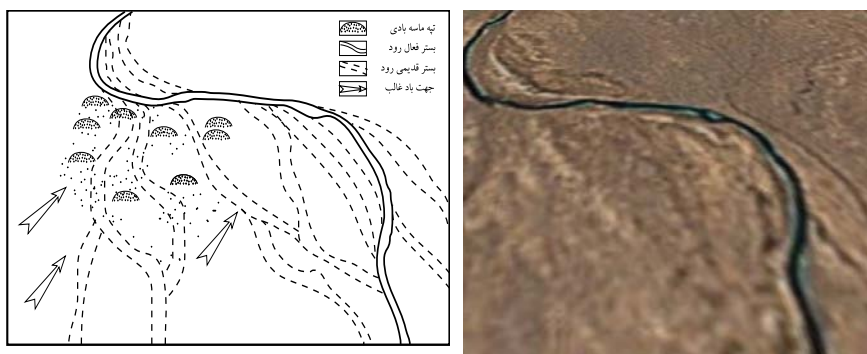 تپه ماسه بادی
بستر فعال رود
بستر قدیمی رود
جهت باد غالب